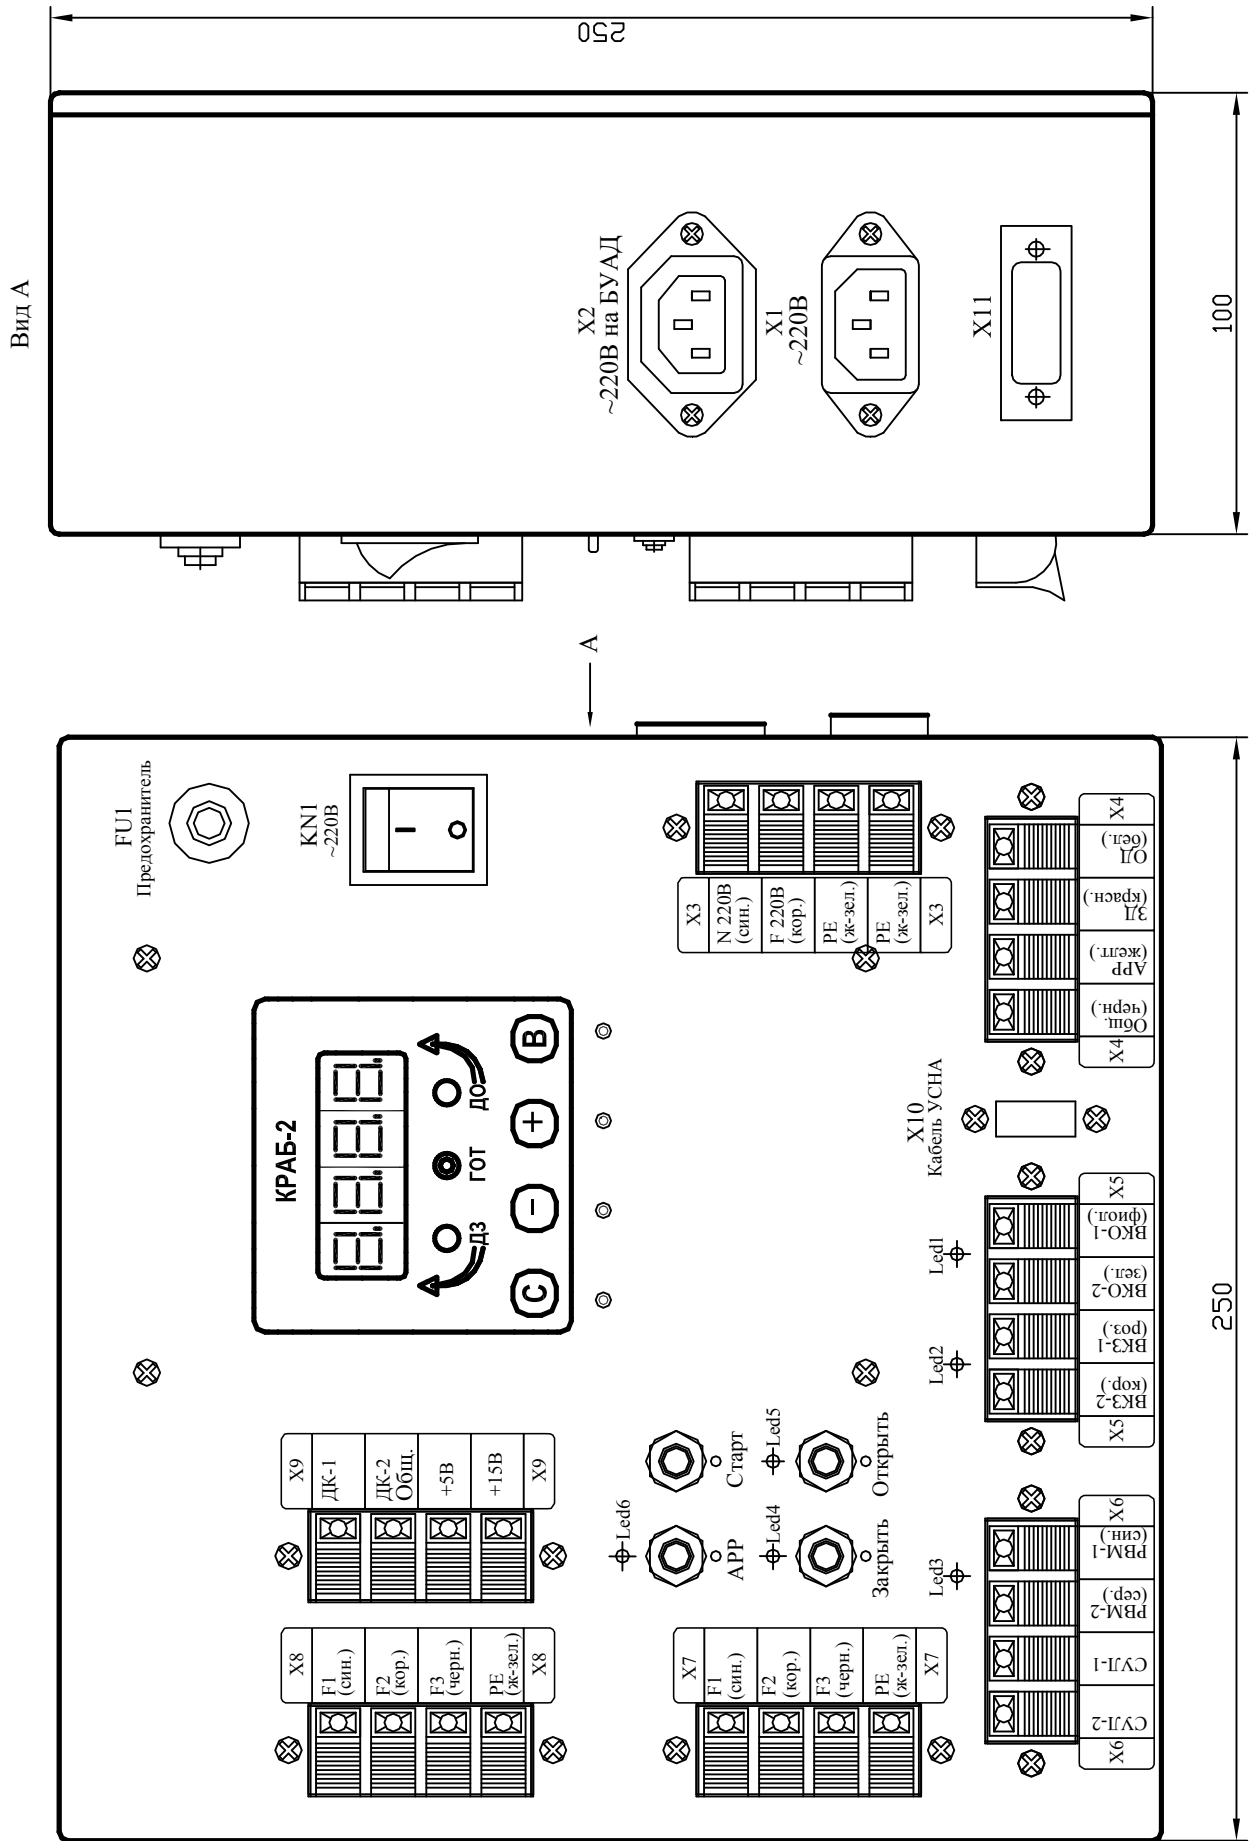 Вид А
250
X2
~220В на БУАД
X1
~220В
X11
100
А
FU1
Предохранитель
KN1
~220В
КРАБ-2
ДЗ
ГОТ
ДО
С
-
+
В
X3
N 220В
(син.)
F 220В
(кор.)
PE
(ж-зел.)
PE
(ж-зел.)
X3
X9
ДК-1
ДК-2
Общ.
+5В
+15В
X9
X8
F1
(син.)
F2
(кор.)
F3
(черн.)
PE
(ж-зел.)
X8
X7
F1
(син.)
F2
(кор.)
F3
(черн.)
PE
(ж-зел.)
X7
Led6
АРР
Старт
Led4
Led5
Закрыть
Открыть
Led3
Led2
Led1
X10
Кабель УСНА
X4
ОД
(бел.)
ЗД
(красн.)
АРР
(желт.)
Общ.
(черн.)
X4
X5
ВКО-1
(фиол.)
ВКО-2
(зел.)
ВКЗ-1
(роз.)
ВКЗ-2
(кор.)
X5
X6
РВМ-1
(син.)
РВМ-2
(сер.)
СУЛ-1
СУЛ-2
X6
250